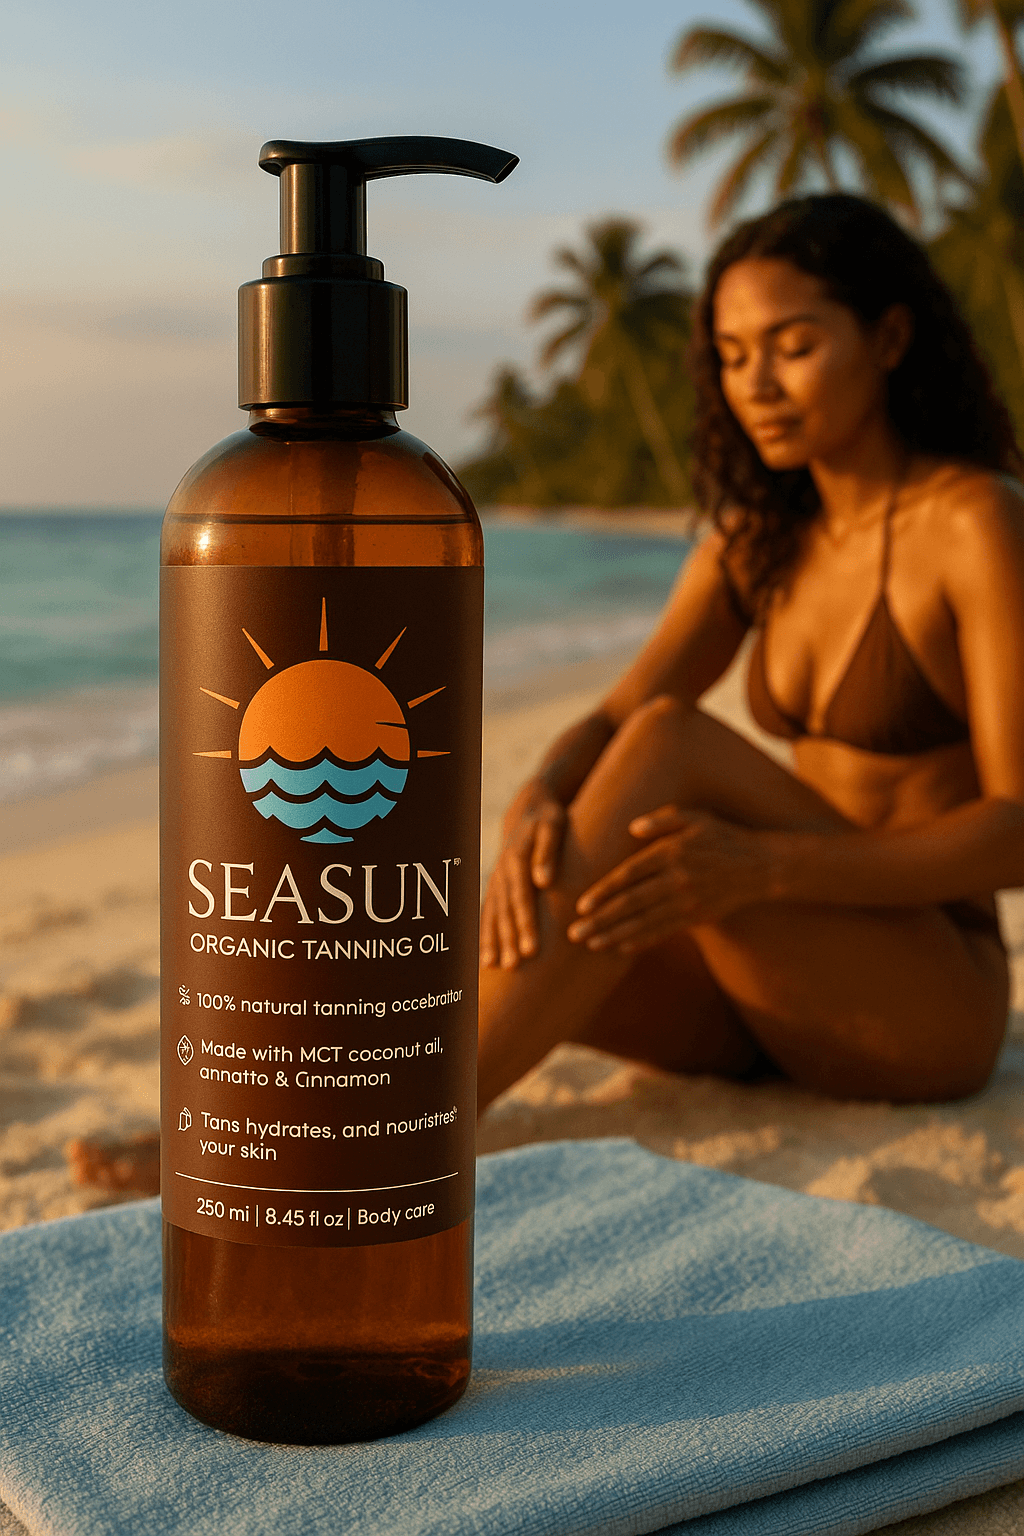 SEASUN
ORGANIC TANNING OIL
100% natural tanning occebrattor
Made with MCT coconut ail,
annatto & Cinnamon
Tans hydrates, and nouristres
your skin
250 mi | 8.45 fl oz | Body care